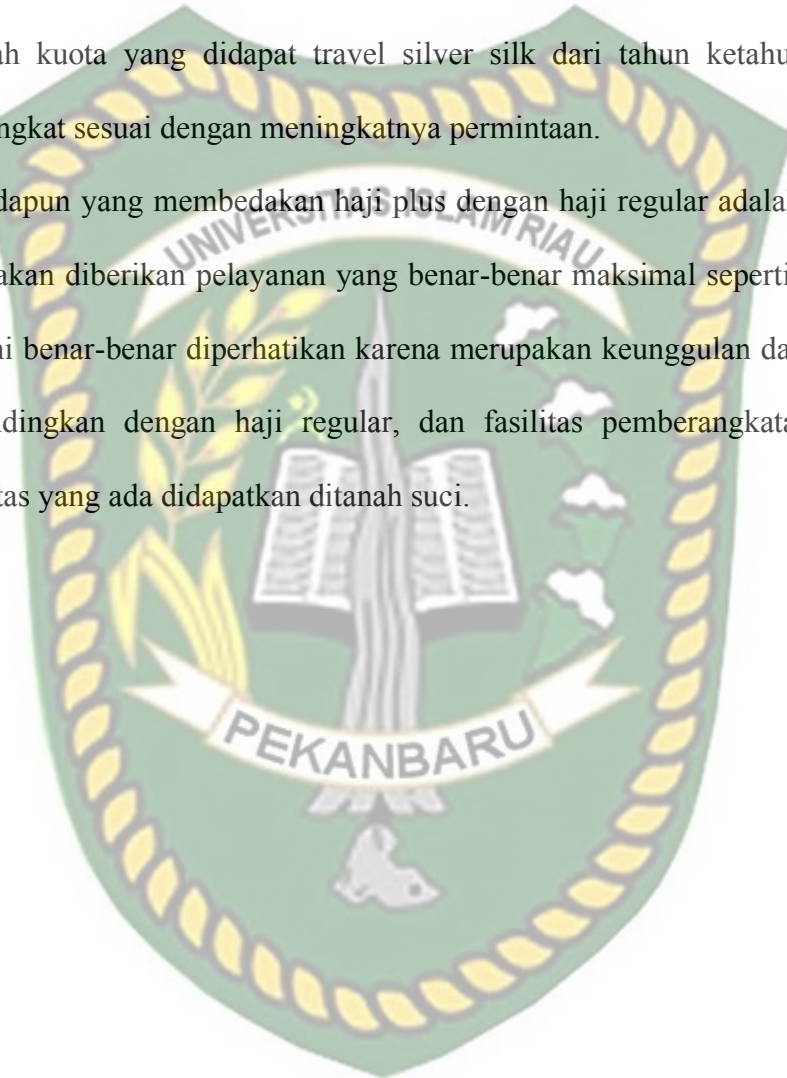 ah kuota yang didapat travel silver silk dari tahun ketahu
ngkat sesuai dengan meningkatnya permintaan.
dapun yang membedakan haji plus dengan haji regular adalah
akan diberikan pelayanan yang benar-benar maksimal seperti
ni benar-benar diperhatikan karena merupakan keunggulan da
dingkan dengan haji regular, dan fasilitas pemberangkata
tas yang ada didapatkan ditanah suci.
UNIVERSITAS ISLAM RIAU
PEKANBARU